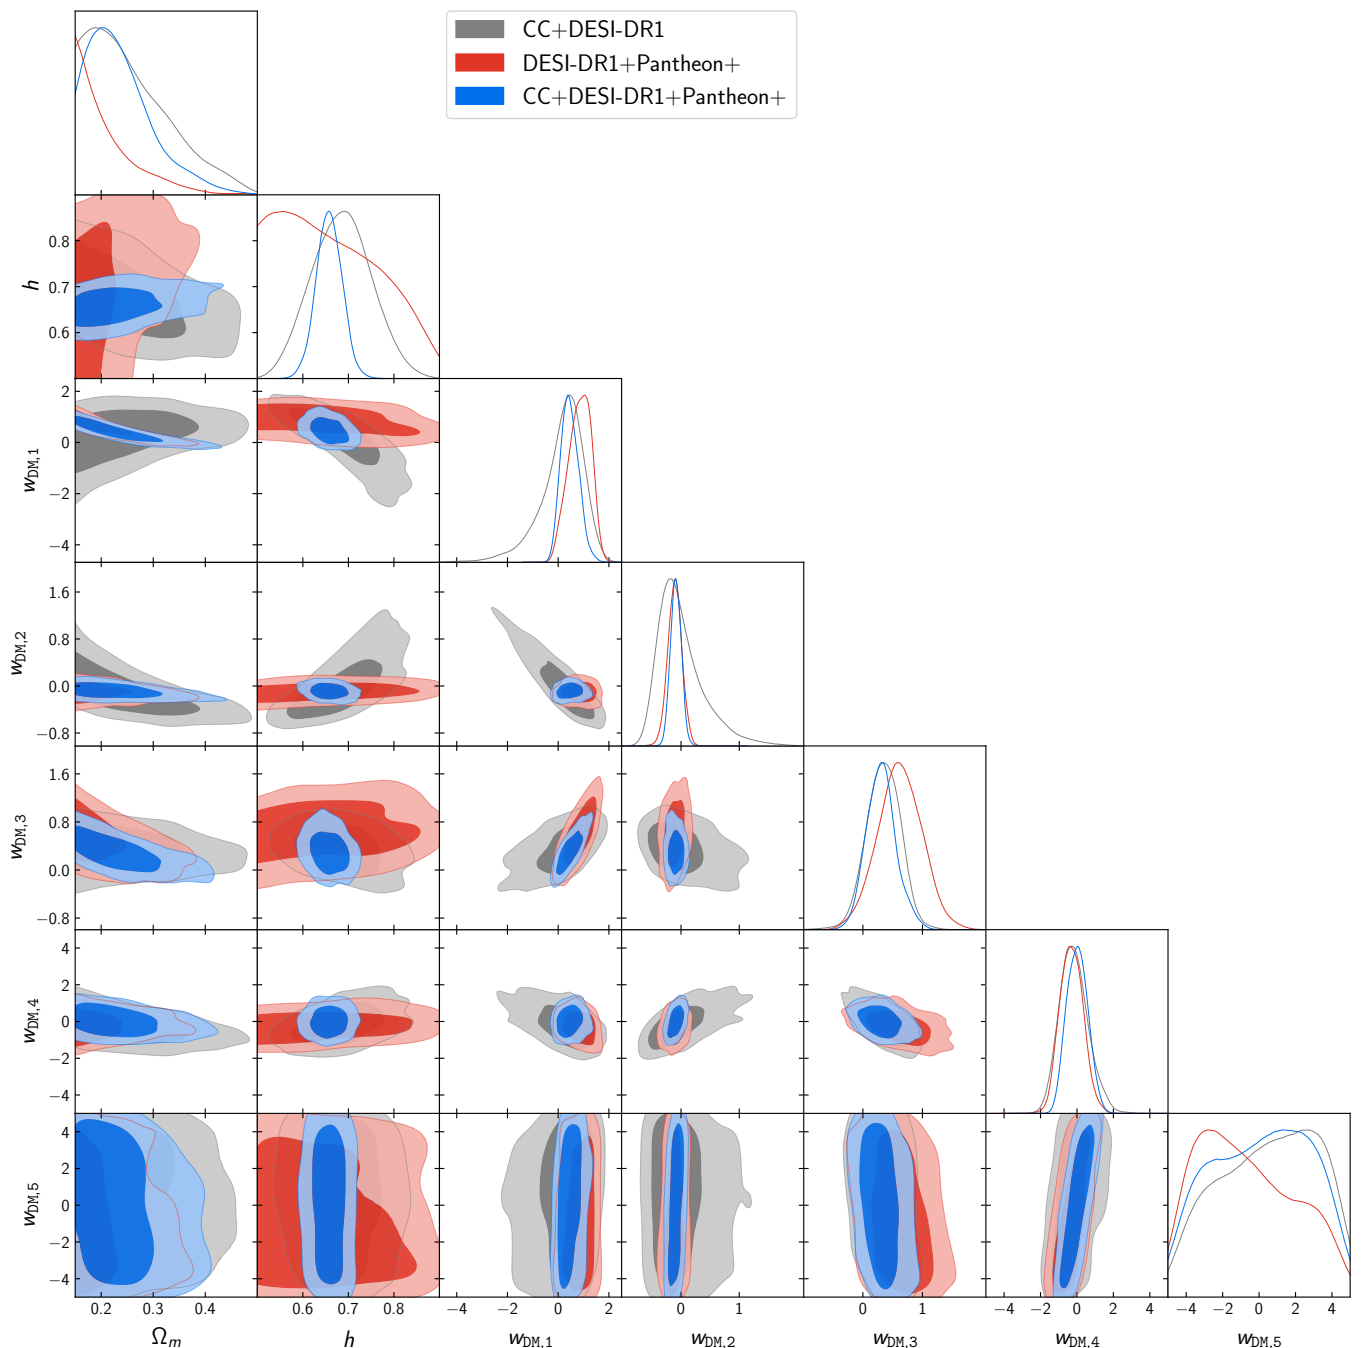 CC+DESI-DR1
DESI-DR1+Pantheon+
CC+DESI-DR1+Pantheon+
0.8
0.7
0.6
h
2
0
−2
−4
w_DM,1
1.6
0.8
0.0
−0.8
w_DM,2
1.6
0.8
0.0
−0.8
w_DM,3
4
2
0
−2
−4
w_DM,4
4
2
0
−2
−4
w_DM,5
0.2 0.3 0.4
0.6 0.7 0.8
−4 −2 0 2
0 1
0 1
−4 −2 0 2 4
−4 −2 0 2 4
Ω_m
h
w_DM,1
w_DM,2
w_DM,3
w_DM,4
w_DM,5